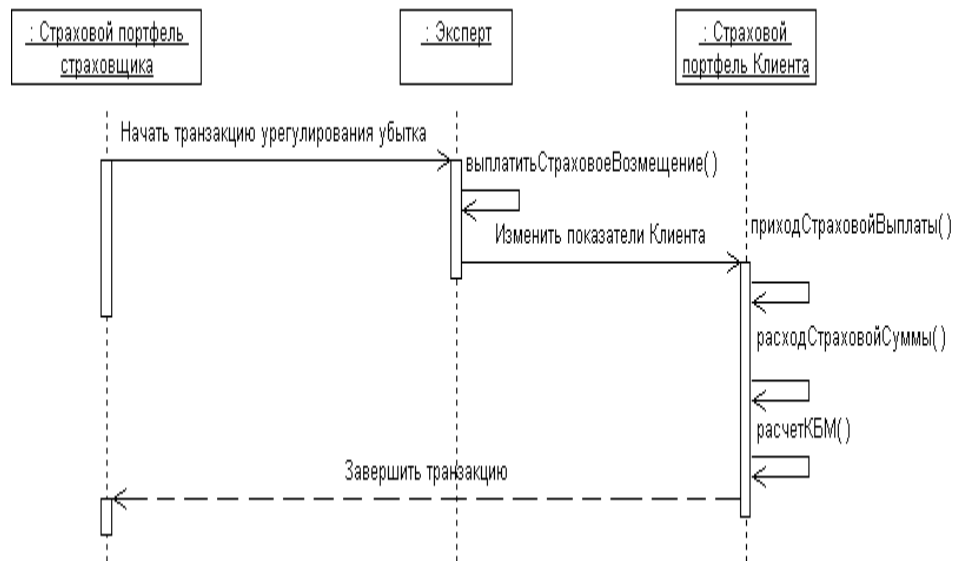 : Страховой портфель
страховщика
: Эксперт
: Страховой
портфель Клиента
Начать транзакцию урегулирования убытка
выплатитьСтраховоеВозмещение( )
Изменить показатели Клиента
приходСтраховойВыплаты( )
расходСтраховойСуммы( )
расчетКБМ( )
Завершить транзакцию